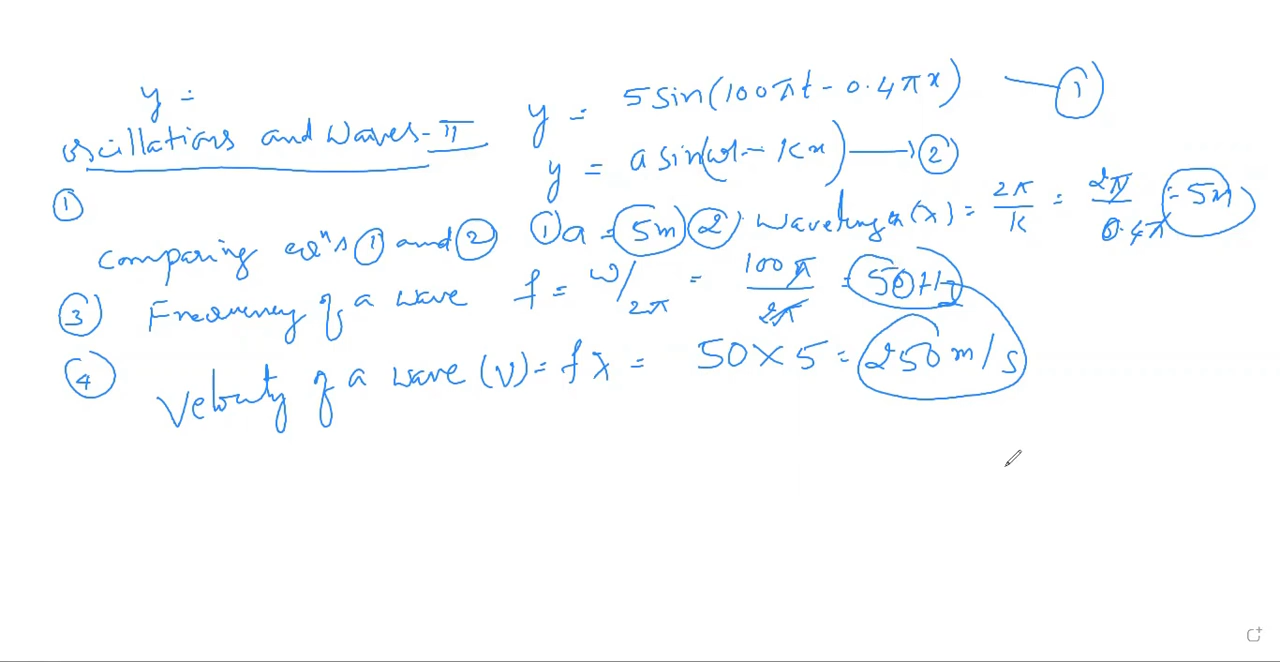 y =
oscillations and Waves-II
y = 5 sin(100πt - 0.4πx) — ①
y = a sin(ωt - Kx) → ②
①
comparing eqⁿs ① and ② ① a = 5m ② Wavelength (λ) = 2π/K = 2π/0.4π = 5m
③ Frequency of a wave f = ω/2π = 100π/2π = 50Hz
④ Velocity of a wave (V) = fλ = 50 × 5 = 250 m/s